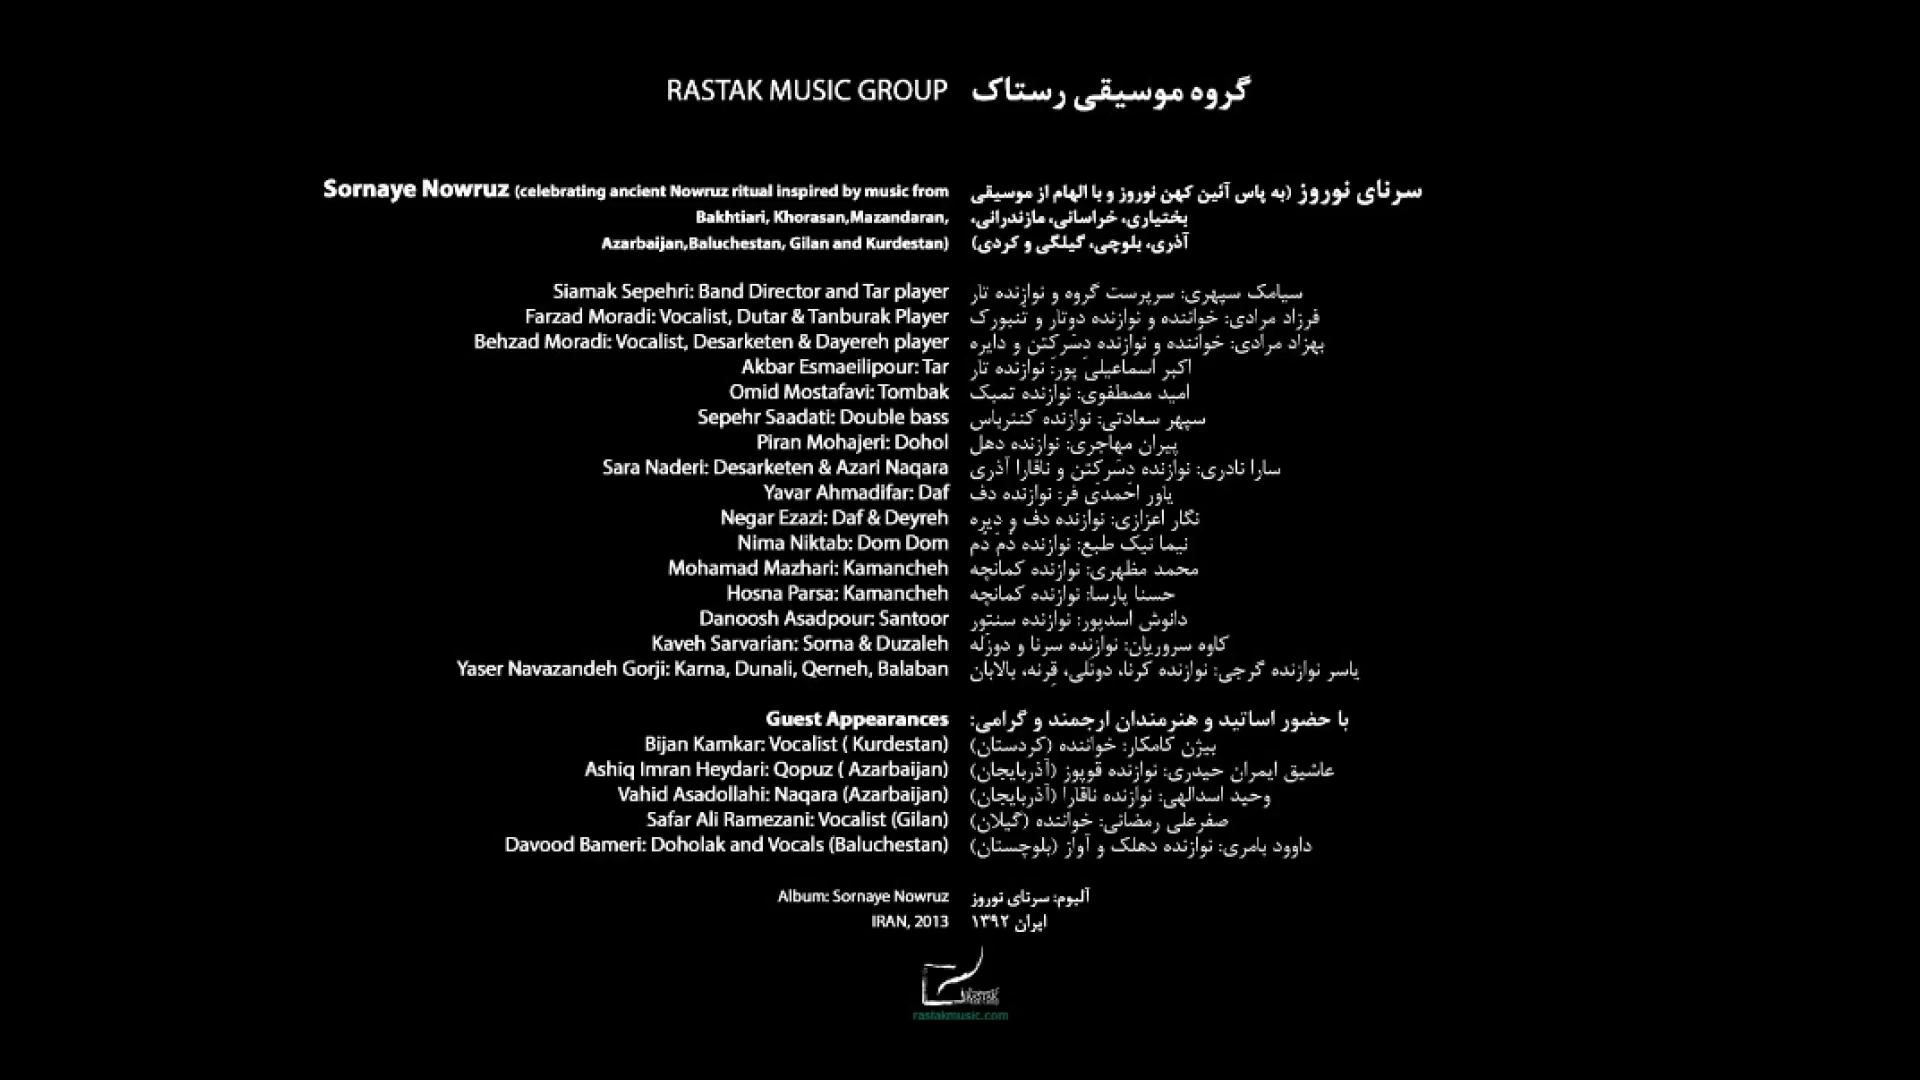 RASTAK MUSIC GROUP گروه موسیقی رستاک
Sornaye Nowruz (celebrating ancient Nowruz ritual inspired by music from سرنای نوروز (به پاس آئین کهن نوروز و با الهام از موسیقی
Bakhtiari, Khorasan,Mazandaran, بختیاری، خراسانی، مازندرانی،
Azarbaijan,Baluchestan, Gilan and Kurdestan) آذری، بلوچی، گیلگی و کردی)
Siamak Sepehri: Band Director and Tar player سیامک سپهری: سرپرست گروه و نوازنده تار
Farzad Moradi: Vocalist, Dutar & Tanburak Player فرزاد مرادی: خواننده و نوازنده دوتار و تنبورک
Behzad Moradi: Vocalist, Desarketen & Dayereh player بهزاد مرادی: خواننده و نوازنده دسَرکُتن و دایره
Akbar Esmaeilipour: Tar اکبر اسماعیلی پور: نوازنده تار
Omid Mostafavi: Tombak امید مصطفوی: نوازنده تمبک
Sepehr Saadati: Double bass سپهر سعادتی: نوازنده کنترباس
Piran Mohajeri: Dohol پیران مهاجری: نوازنده دهل
Sara Naderi: Desarketen & Azari Naqara سارا نادری: نوازنده دسَرکِتن و ناقارا آذری
Yavar Ahmadifar: Daf یاور احمدی فر: نوازنده دف
Negar Ezazi: Daf & Deyreh نگار اعزازی: نوازنده دف و دیره
Nima Niktab: Dom Dom نیما نیک طبع: نوازنده دُم دُم
Mohamad Mazhari: Kamancheh محمد مظهری: نوازنده کمانچه
Hosna Parsa: Kamancheh حسنا پارسا: نوازنده کمانچه
Danoosh Asadpour: Santoor دانوش اسدپور: نوازنده سنتور
Kaveh Sarvarian: Sorna & Duzaleh کاوه سروریان: نوازنده سرنا و دوزَله
Yaser Navazandeh Gorji: Karna, Dunali, Qerneh, Balaban یاسر نوازنده گرجی: نوازنده کرنا، دونَلی، قِرنه، بالابان
Guest Appearances با حضور اساتید و هنرمندان ارجمند و گرامی:
Bijan Kamkar: Vocalist ( Kurdestan) بیژن کامکار: خواننده (کردستان)
Ashiq Imran Heydari: Qopuz ( Azarbaijan) عاشیق ایمران حیدری: نوازنده قوپوز (آذربایجان)
Vahid Asadollahi: Naqara (Azarbaijan) وحید اسدالهی: نوازنده ناقارا (آذربایجان)
Safar Ali Ramezani: Vocalist (Gilan) صفرعلی رمضانی: خواننده (گیلان)
Davood Bameri: Doholak and Vocals (Baluchestan) داوود بامری: نوازنده دهلک و آواز (بلوچستان)
Album: Sornaye Nowruz آلبوم: سرنای نوروز
IRAN, 2013 ایران ۱۳۹۲
rastakmusic.com